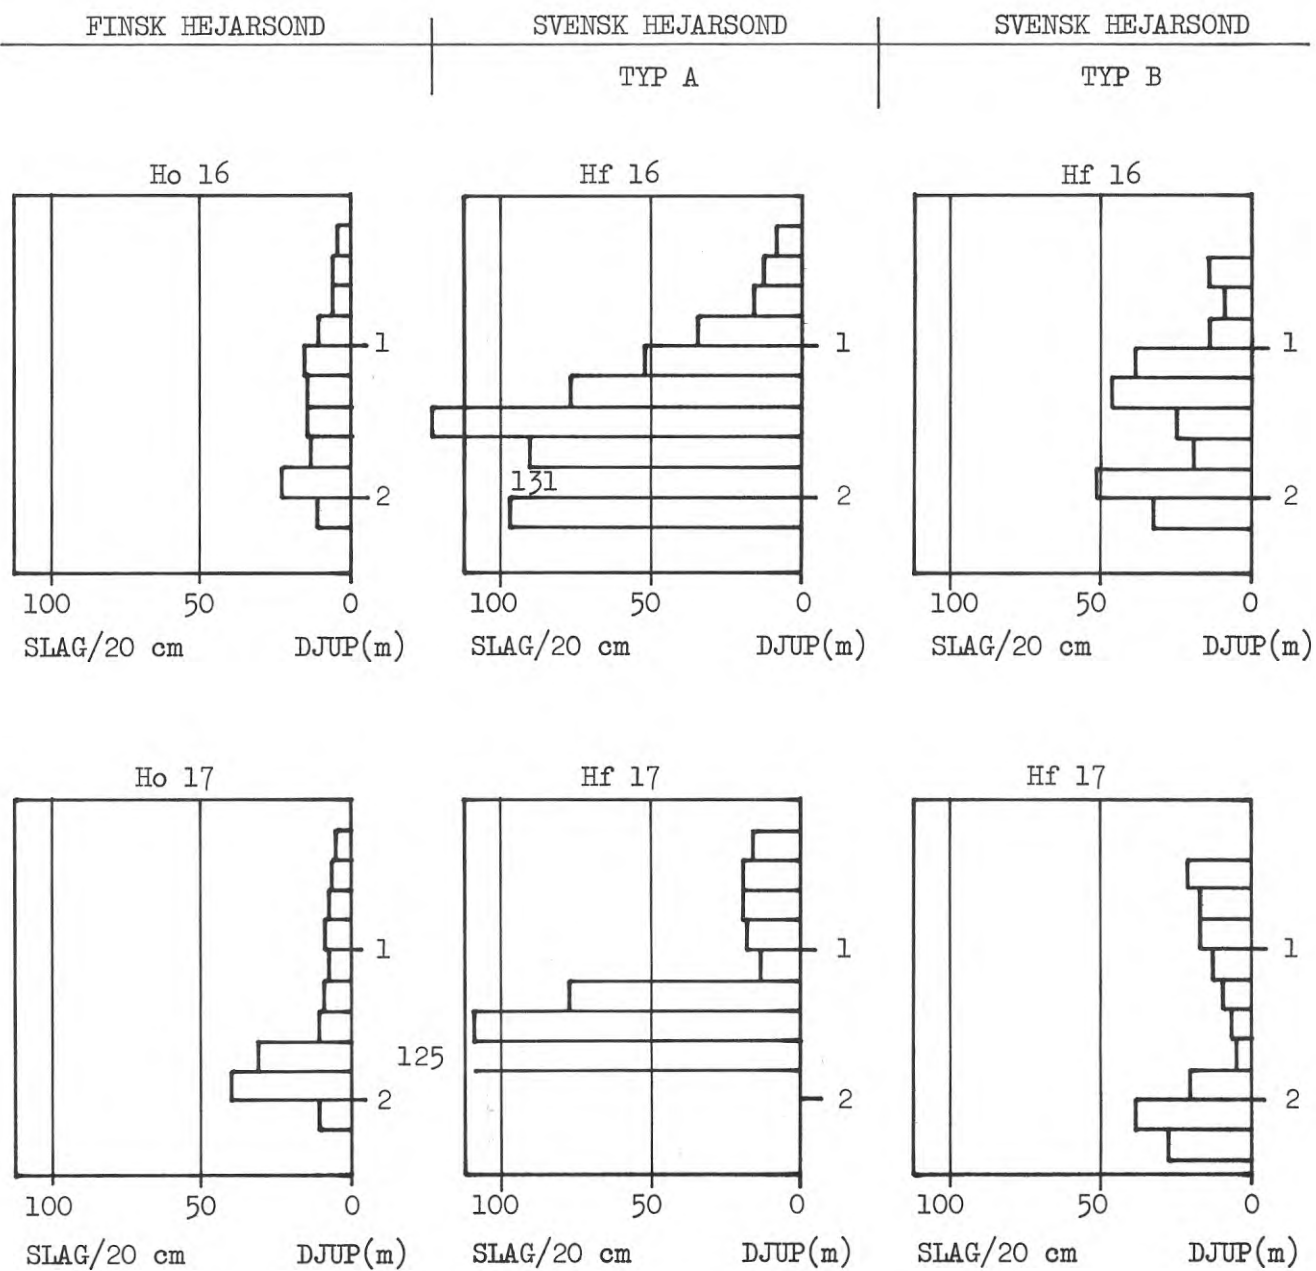 FINSK HEJARSOND SVENSK HEJARSOND SVENSK HEJARSOND
TYP A TYP B
Ho 16 Hf 16 Hf 16
1 1 1
131
2 2 2
100 50 0 100 50 0 100 50 0
SLAG/20 cm DJUP(m) SLAG/20 cm DJUP(m) SLAG/20 cm DJUP(m)
Ho 17 Hf 17 Hf 17
1 1 1
125
2 2 2
100 50 0 100 50 0 100 50 0
SLAG/20 cm DJUP(m) SLAG/20 cm DJUP(m) SLAG/20 cm DJUP(m)